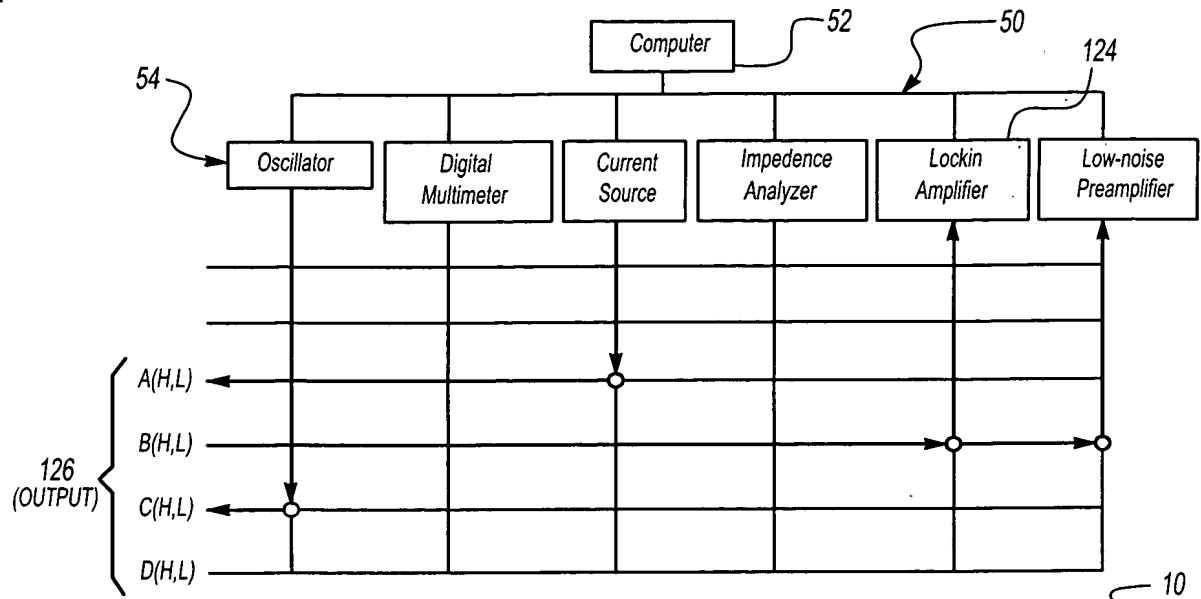 Computer
52
50
124
54
Oscillator
Digital
Multimeter
Current
Source
Impedence
Analyzer
Lockin
Amplifier
Low-noise
Preamplifier
A(H,L)
B(H,L)
126
(OUTPUT)
C(H,L)
D(H,L)
10